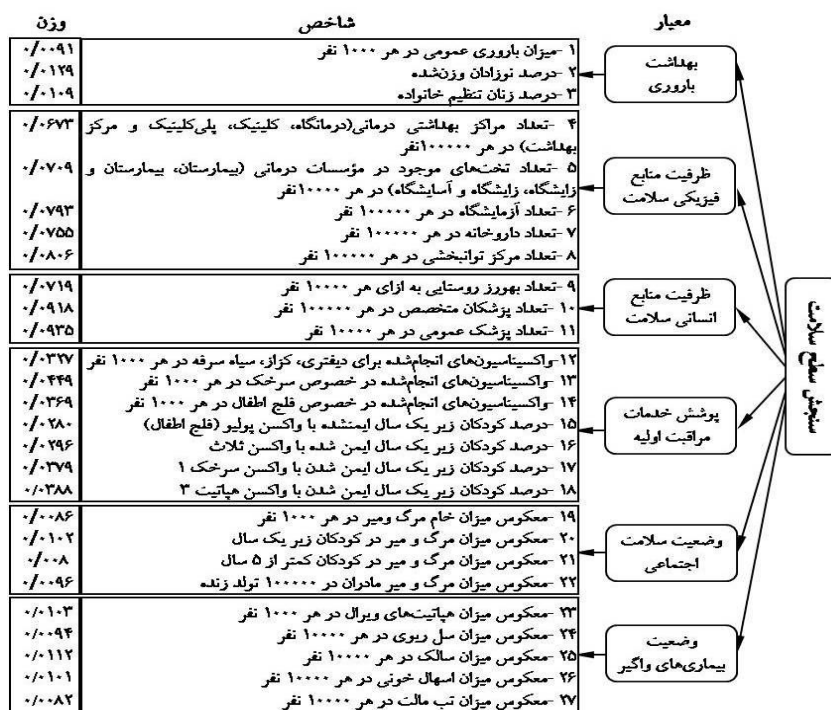 معیار
شاخص
وزن
سنجش سطح سلامت
بهداشت
باروری
۱ -میزان باروری عمومی در هر ۱۰۰۰ نفر
۰/۰۰۹۱
۲ -درصد نوزادان وزن‌شده
۰/۰۱۲۹
۳ -درصد زنان تنظیم خانواده
۰/۰۱۰۹
ظرفیت منابع
فیزیکی سلامت
۴ -تعداد مراکز بهداشتی درمانی(درمانگاه، کلینیک، پلی‌کلینیک و مرکز
بهداشت) در هر ۱۰۰۰۰۰نفر
۰/۰۶۷۳
۵ -تعداد تخت‌های موجود در مؤسسات درمانی (بیمارستان، بیمارستان و
زایشگاه، زایشگاه و آسایشگاه) در هر ۱۰۰۰۰نفر
۰/۰۷۰۹
۶ -تعداد آزمایشگاه در هر ۱۰۰۰۰۰ نفر
۰/۰۷۹۳
۷ -تعداد داروخانه در هر ۱۰۰۰۰۰ نفر
۰/۰۷۵۵
۸ -تعداد مرکز توانبخشی در هر ۱۰۰۰۰۰ نفر
۰/۰۸۰۶
ظرفیت منابع
انسانی سلامت
۹ -تعداد بهورز روستایی به ازای هر ۱۰۰۰۰ نفر
۰/۰۷۱۹
۱۰ -تعداد پزشکان متخصص در هر ۱۰۰۰۰۰ نفر
۰/۰۹۱۸
۱۱ -تعداد پزشک عمومی در هر ۱۰۰۰۰ نفر
۰/۰۹۳۵
پوشش خدمات
مراقبت اولیه
۱۲-واکسیناسیون‌های انجام‌شده برای دیفتری، کزاز، سیاه سرفه در هر ۱۰۰۰ نفر
۰/۰۳۲۷
۱۳ -واکسیناسیون‌های انجام‌شده در خصوص سرخک در هر ۱۰۰۰ نفر
۰/۰۴۴۹
۱۴ -واکسیناسیون‌های انجام‌شده در خصوص فلج اطفال در هر ۱۰۰۰ نفر
۰/۰۳۶۹
۱۵ -درصد کودکان زیر یک سال ایمنشده با واکسن پولیو (فلج اطفال)
۰/۰۲۸۰
۱۶ -درصد کودکان زیر یک سال ایمن شده با واکسن ثلاث
۰/۰۲۹۶
۱۷ -درصد کودکان زیر یک سال ایمن شدن با واکسن سرخک ۱
۰/۰۳۷۹
۱۸ -درصد کودکان زیر یک سال ایمن شدن با واکسن هپاتیت ۳
۰/۰۳۸۸
وضعیت سلامت
اجتماعی
۱۹ -معکوس میزان خام مرگ ومیر در هر ۱۰۰۰ نفر
۰/۰۰۸۶
۲۰ -معکوس میزان مرگ و میر در کودکان زیر یک سال
۰/۰۱۰۲
۲۱ -معکوس میزان مرگ و میر در کودکان کمتر از ۵ سال
۰/۰۰۸
۲۲ -معکوس میزان مرگ و میر مادران در ۱۰۰۰۰۰ تولد زنده
۰/۰۰۹۶
وضعیت
بیماری‌های واگیر
۲۳ -معکوس میزان هپاتیت‌های ویرال در هر ۱۰۰۰ نفر
۰/۰۱۰۳
۲۴ -معکوس میزان سل ریوی در هر ۱۰۰۰۰ نفر
۰/۰۰۹۴
۲۵ -معکوس میزان سالک در هر ۱۰۰۰۰ نفر
۰/۰۱۱۲
۲۶ -معکوس میزان اسهال خونی در هر ۱۰۰۰۰ نفر
۰/۰۱۰۱
۲۷ -معکوس میزان تب مالت در هر ۱۰۰۰۰ نفر
۰/۰۰۸۲